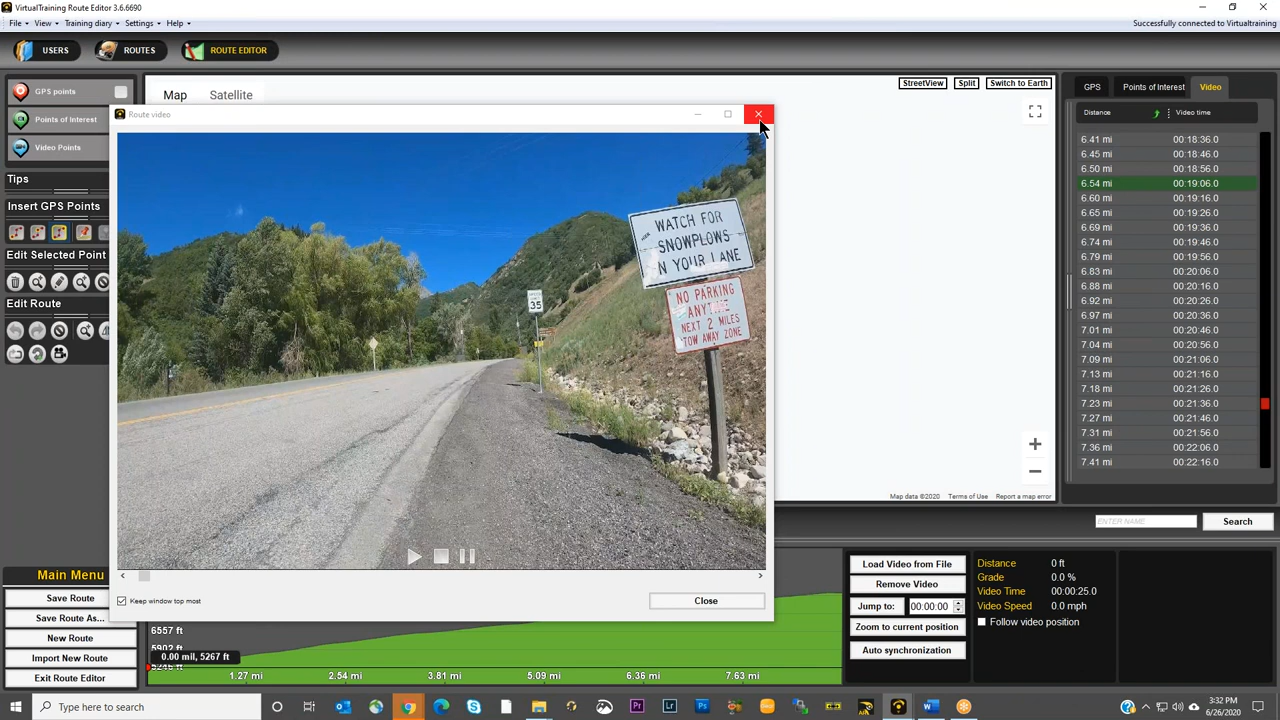 VirtualTraining Route Editor 3.6.6690
File View Training diary Settings Help
Successfully connected to Virtualtraining
USERS ROUTES ROUTE EDITOR
GPS points
Points of Interest
Video Points
Tips
Insert GPS Points
Edit Selected Point
Edit Route
Main Menu
Save Route
Save Route As...
New Route
Import New Route
Exit Route Editor
Map Satellite
StreetView Split Switch to Earth
Route video
WATCH FOR
SNOWPLOWS
IN YOUR LANE
NO PARKING
ANYTIME
NEXT 2 MILES
TOW AWAY ZONE
35
Keep window top most
Close
Map data ©2020 Terms of Use Report a map error
GPS Points of Interest Video
Distance Video time
6.41 mi 00:18:36.0
6.45 mi 00:18:46.0
6.50 mi 00:18:56.0
6.54 mi 00:19:06.0
6.60 mi 00:19:16.0
6.65 mi 00:19:26.0
6.69 mi 00:19:36.0
6.74 mi 00:19:46.0
6.79 mi 00:19:56.0
6.83 mi 00:20:06.0
6.88 mi 00:20:16.0
6.92 mi 00:20:26.0
6.97 mi 00:20:36.0
7.01 mi 00:20:46.0
7.04 mi 00:20:56.0
7.09 mi 00:21:06.0
7.13 mi 00:21:16.0
7.18 mi 00:21:26.0
7.23 mi 00:21:36.0
7.27 mi 00:21:46.0
7.31 mi 00:21:56.0
7.36 mi 00:22:06.0
7.41 mi 00:22:16.0
ENTER NAME Search
6557 ft
5902 ft
0.00 mil, 5267 ft
1.27 mi 2.54 mi 3.81 mi 5.09 mi 6.36 mi 7.63 mi
Load Video from File
Remove Video
Jump to: 00:00:00
Zoom to current position
Auto synchronization
Distance 0 ft
Grade 0.0 %
Video Time 00:00:25.0
Video Speed 0.0 mph
Follow video position
Type here to search
3:32 PM
6/26/2020